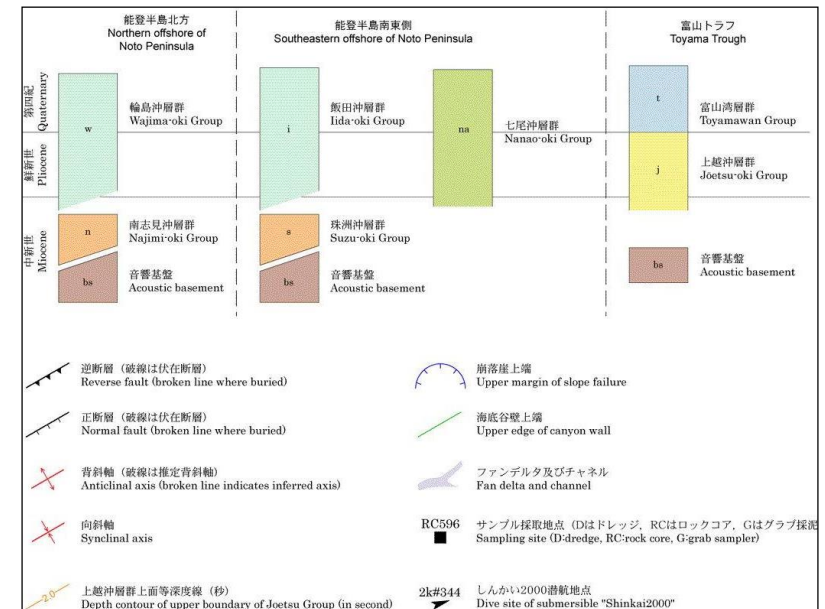 能登半島北方
Northern offshore of
Noto Peninsula
能登半島南東側
Southeastern offshore of Noto Peninsula
富山トラフ
Toyama Trough
第四紀
Quaternary
鮮新世
Pliocene
中新世
Miocene
w
輪島沖層群
Wajima-oki Group
i
飯田沖層群
Iida-oki Group
na
七尾沖層群
Nanao-oki Group
t
富山湾層群
Toyamawan Group
j
上越沖層群
Joetsu-oki Group
n
南志見沖層群
Najimi-oki Group
s
珠洲沖層群
Suzu-oki Group
bs
音響基盤
Acoustic basement
bs
音響基盤
Acoustic basement
bs
音響基盤
Acoustic basement
逆断層（破線は伏在断層）
Reverse fault (broken line where buried)
崩落崖上端
Upper margin of slope failure
正断層（破線は伏在断層）
Normal fault (broken line where buried)
海底谷壁上端
Upper edge of canyon wall
背斜軸（破線は推定背斜軸）
Anticlinal axis (broken line indicates inferred axis)
ファンデルタ及びチャネル
Fan delta and channel
向斜軸
Synclinal axis
RC596
サンプル採取地点（Dはドレッジ，RCはロックコア，Gはグラブ採泥
Sampling site (D:dredge, RC:rock core, G:grab sampler)
2.0
上越沖層群上面等深度線（秒）
Depth contour of upper boundary of Joetsu Group (in second)
2k#344
しんかい2000潜航地点
Dive site of submersible "Shinkai2000"